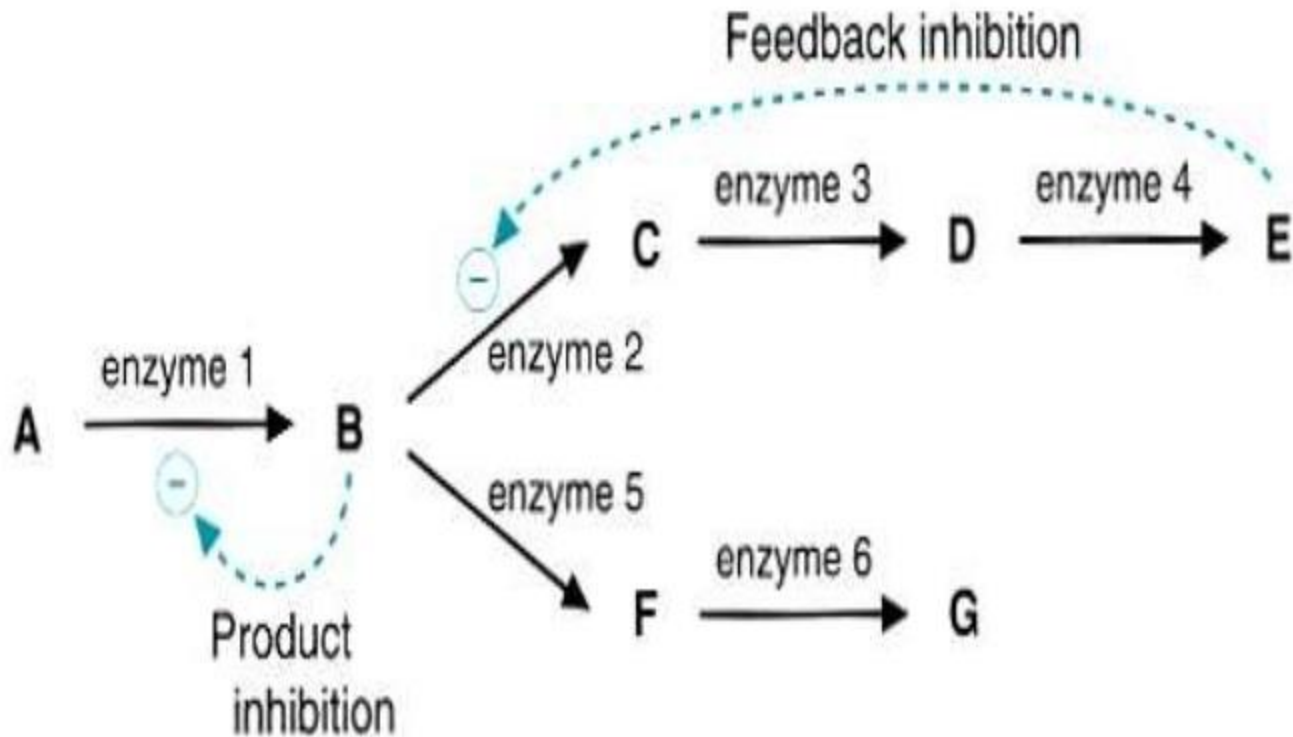 Feedback inhibition
enzyme 3
enzyme 4
C
D
E
−
enzyme 2
enzyme 1
A
B
−
enzyme 5
enzyme 6
F
G
Product
inhibition